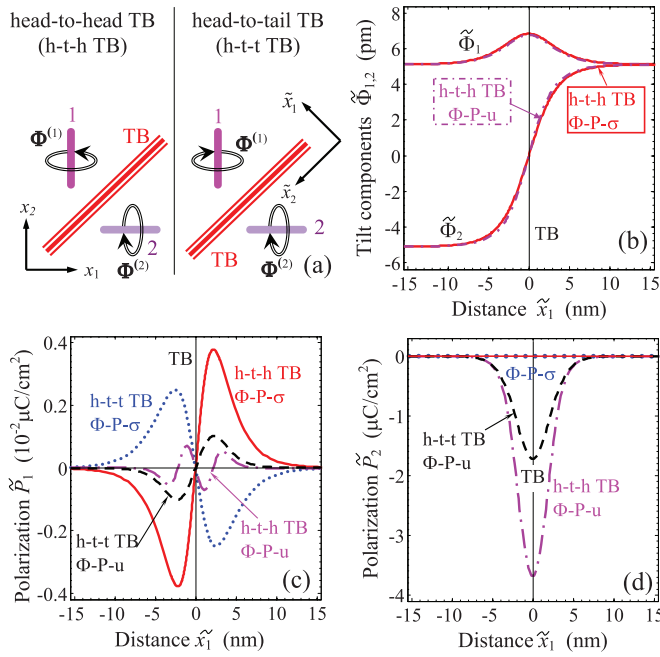 head-to-head TB
(h-t-h TB)
head-to-tail TB
(h-t-t TB)
1
Φ(1)
TB
x2
x1
Φ(2)
2
1
Φ(1)
x̃1
x̃2
2
TB
Φ(2)
(a)
Tilt components Φ̃1,2 (pm)
6
4
2
0
-2
-4
-6
Φ̃1
h-t-h TB
Φ-P-u
h-t-h TB
Φ-P-σ
Φ̃2
TB
(b)
-15 -10 -5 0 5 10 15
Distance x̃1 (nm)
Polarization P̃1 (10-2μC/cm2)
0.4
0.2
0
-0.2
-0.4
TB
h-t-h TB
Φ-P-σ
h-t-t TB
Φ-P-σ
h-t-t TB
Φ-P-u
h-t-h TB
Φ-P-u
(c)
-15 -10 -5 0 5 10 15
Distance x̃1 (nm)
Polarization P̃2 (μC/cm2)
0
-1
-2
-3
-4
Φ-P-σ
h-t-t TB
Φ-P-u
TB
h-t-h TB
Φ-P-u
(d)
-15 -10 -5 0 5 10 15
Distance x̃1 (nm)